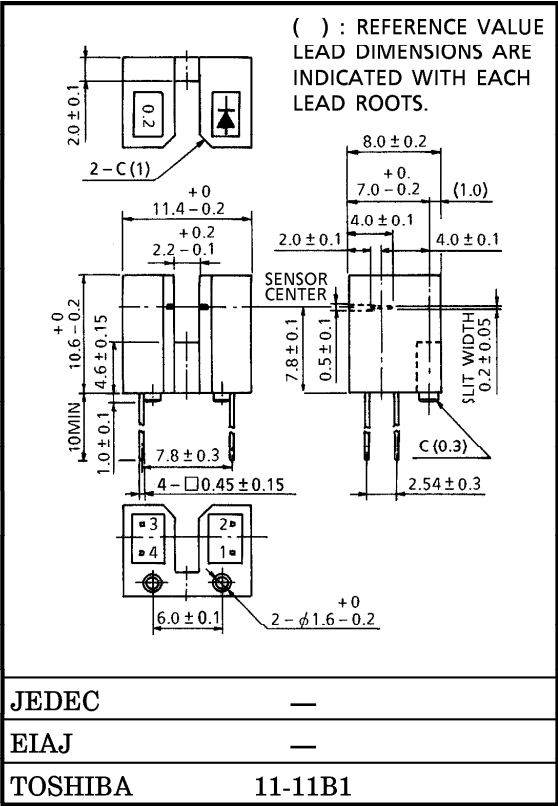 ( ) : REFERENCE VALUE
LEAD DIMENSIONS ARE
INDICATED WITH EACH
LEAD ROOTS.
2.0±0.1
0.2
2–C(1)
+0
11.4–0.2
+0.2
2.2–0.1
8.0±0.2
+0.
7.0–0.2
(1.0)
4.0±0.1
2.0±0.1
4.0±0.1
SENSOR
CENTER
+0
10.6–0.2
4.6±0.15
7.8±0.1
0.5±0.1
SLIT WIDTH
0.2±0.05
10MIN
1.0±0.1
7.8±0.3
C(0.3)
4–□0.45±0.15
2.54±0.3
3
2
4
1
6.0±0.1
+0
2–ϕ1.6–0.2
JEDEC —
EIAJ —
TOSHIBA 11-11B1